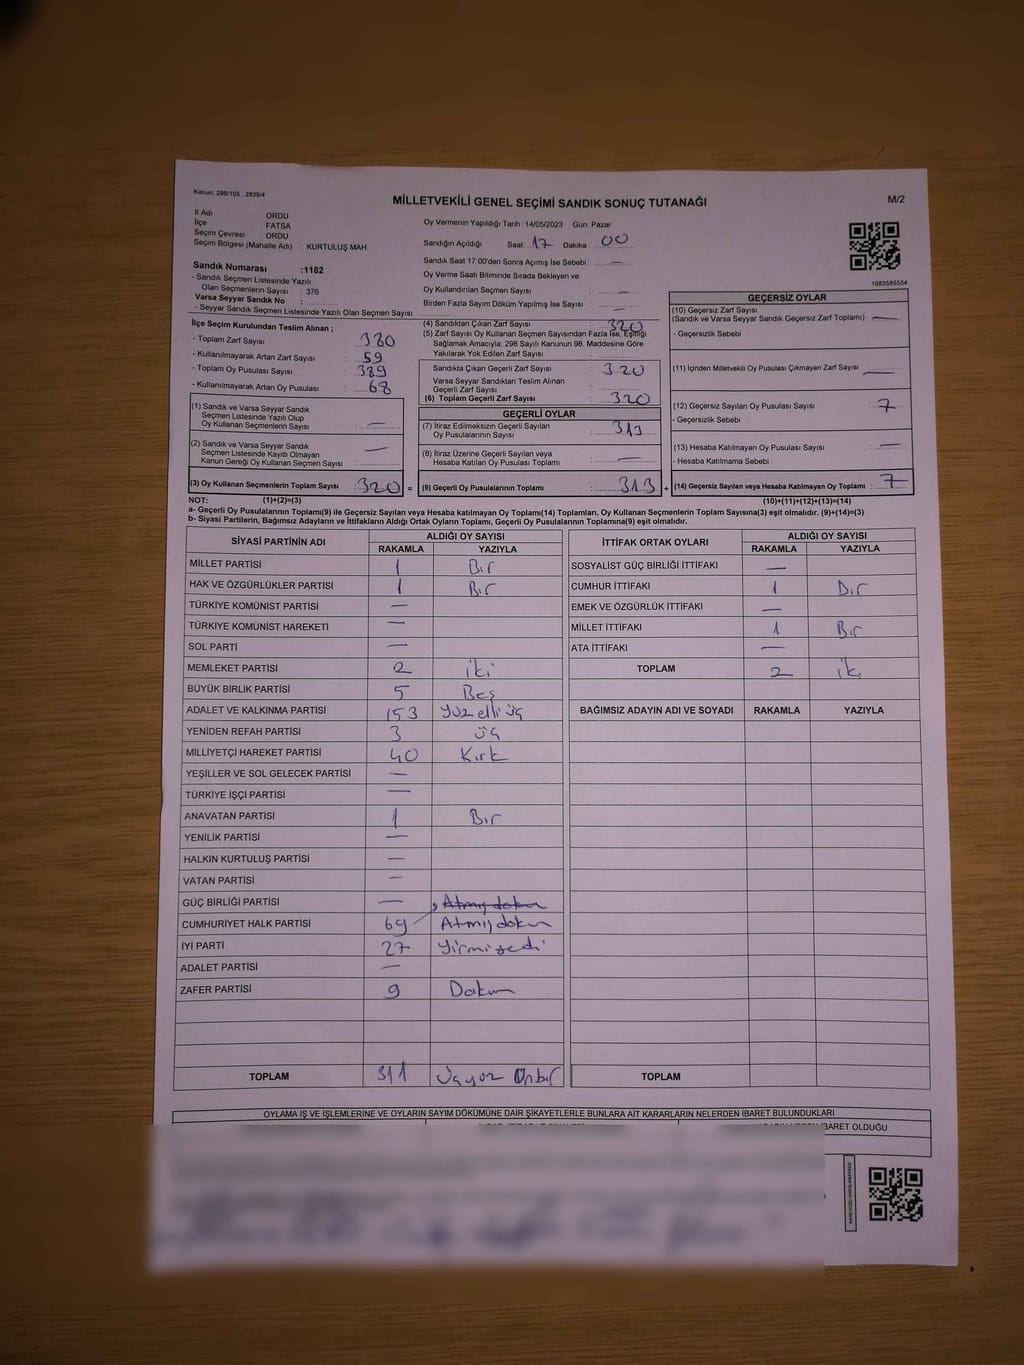 Kanun, 298/105 , 2839/4
MİLLETVEKİLİ GENEL SEÇİMİ SANDIK SONUÇ TUTANAĞI
M/2
İl Adı : ORDU
İlçe : FATSA
Seçim Çevresi : ORDU
Seçim Bölgesi (Mahalle Adı) : KURTULUŞ MAH
Oy Vermenin Yapıldığı Tarih :14/05/2023 Gün: Pazar
Sandığın Açıldığı Saat: 17 Dakika: 00
Sandık Saat 17:00'den Sonra Açımış İse Sebebi : —
Oy Verme Saati Bitiminde Sırada Bekleyen ve
Oy Kullandırılan Seçmen Sayısı : —
Birden Fazla Sayım Döküm Yapılmış İse Sayısı : —
1083585554
Sandık Numarası :1182
- Sandık Seçmen Listesinde Yazılı
Olan Seçmenlerin Sayısı : 376
Varsa Seyyar Sandık No :
- Seyyar Sandık Seçmen Listesinde Yazılı Olan Seçmen Sayısı:
İlçe Seçim Kurulundan Teslim Alınan ;
- Toplam Zarf Sayısı : 380
- Kullanılmayarak Artan Zarf Sayısı : 59
- Toplam Oy Pusulası Sayısı : 389
- Kullanılmayarak Artan Oy Pusulası : 68
(1) Sandık ve Varsa Seyyar Sandık
Seçmen Listesinde Yazılı Olup
Oy Kullanan Seçmenlerin Sayısı : —
(2) Sandık ve Varsa Seyyar Sandık
Seçmen Listesinde Kayıtlı Olmayan
Kanun Gereği Oy Kullanan Seçmen Sayısı : —
(3) Oy Kullanan Seçmenlerin Toplam Sayısı : 320 =
(4) Sandıktan Çıkan Zarf Sayısı : 320
(5) Zarf Sayısı Oy Kullanan Seçmen Sayısından Fazla İse, Eşitliği
Sağlamak Amacıyla, 298 Sayılı Kanunun 98. Maddesine Göre
Yakılarak Yok Edilen Zarf Sayısı :
Sandıkta Çıkan Geçerli Zarf Sayısı : 320
Varsa Seyyar Sandıktan Teslim Alınan
Geçerli Zarf Sayısı :
(6) Toplam Geçerli Zarf Sayısı : 320
GEÇERLİ OYLAR
(7) İtiraz Edilmeksizin Geçerli Sayılan
Oy Pusulalarının Sayısı : 313
(8) İtiraz Üzerine Geçerli Sayılan veya
Hesaba Katılan Oy Pusulası Toplamı : —
(9) Geçerli Oy Pusulalarının Toplamı : 313 +
GEÇERSİZ OYLAR
(10) Geçersiz Zarf Sayısı
(Sandık ve Varsa Seyyar Sandık Geçersiz Zarf Toplamı) : —
- Geçersizlik Sebebi :
(11) İçinden Milletvekili Oy Pusulası Çıkmayan Zarf Sayısı : —
(12) Geçersiz Sayılan Oy Pusulası Sayısı : 7
- Geçersizlik Sebebi :
(13) Hesaba Katılmayan Oy Pusulası Sayısı : —
- Hesaba Katılmama Sebebi :
(14) Geçersiz Sayılan veya Hesaba Katılmayan Oy Toplamı : 7
NOT: (1)+(2)=(3) (10)+(11)+(12)+(13)=(14)
a- Geçerli Oy Pusulalarının Toplamı(9) ile Geçersiz Sayılan veya Hesaba katılmayan Oy Toplamı(14) Toplamları, Oy Kullanan Seçmenlerin Toplam Sayısına(3) eşit olmalıdır. (9)+(14)=(3)
b- Siyasi Partilerin, Bağımsız Adayların ve İttifakların Aldığı Ortak Oyların Toplamı, Geçerli Oy Pusulalarının Toplamına(9) eşit olmalıdır.
SİYASİ PARTİNİN ADI ALDIĞI OY SAYISI
RAKAMLA YAZIYLA
MİLLET PARTİSİ 1 Bir
HAK VE ÖZGÜRLÜKLER PARTİSİ 1 Bir
TÜRKİYE KOMÜNİST PARTİSİ —
TÜRKİYE KOMÜNİST HAREKETİ —
SOL PARTİ —
MEMLEKET PARTİSİ 2 iki
BÜYÜK BİRLİK PARTİSİ 5 Beş
ADALET VE KALKINMA PARTİSİ 153 Yüzelli üç
YENİDEN REFAH PARTİSİ 3 üç
MİLLİYETÇİ HAREKET PARTİSİ 40 Kırk
YEŞİLLER VE SOL GELECEK PARTİSİ —
TÜRKİYE İŞÇİ PARTİSİ —
ANAVATAN PARTİSİ 1 Bir
YENİLİK PARTİSİ —
HALKIN KURTULUŞ PARTİSİ —
VATAN PARTİSİ —
GÜÇ BİRLİĞİ PARTİSİ — Atmış dokuz
CUMHURİYET HALK PARTİSİ 69 Atmış dokuz
İYİ PARTİ 27 Yirmi yedi
ADALET PARTİSİ —
ZAFER PARTİSİ 9 Dokuz
TOPLAM 311 Üçyüz Onbir
İTTİFAK ORTAK OYLARI ALDIĞI OY SAYISI
RAKAMLA YAZIYLA
SOSYALİST GÜÇ BİRLİĞİ İTTİFAKI —
CUMHUR İTTİFAKI 1 Bir
EMEK VE ÖZGÜRLÜK İTTİFAKI —
MİLLET İTTİFAKI 1 Bir
ATA İTTİFAKI —
TOPLAM 2 iki
BAĞIMSIZ ADAYIN ADI VE SOYADI RAKAMLA YAZIYLA
TOPLAM
OYLAMA İŞ VE İŞLEMLERİNE VE OYLARIN SAYIM DÖKÜMÜNE DAİR ŞİKAYETLERLE BUNLARA AİT KARARLARIN NELERDEN İBARET BULUNDUKLARI
İBARET OLDUĞU